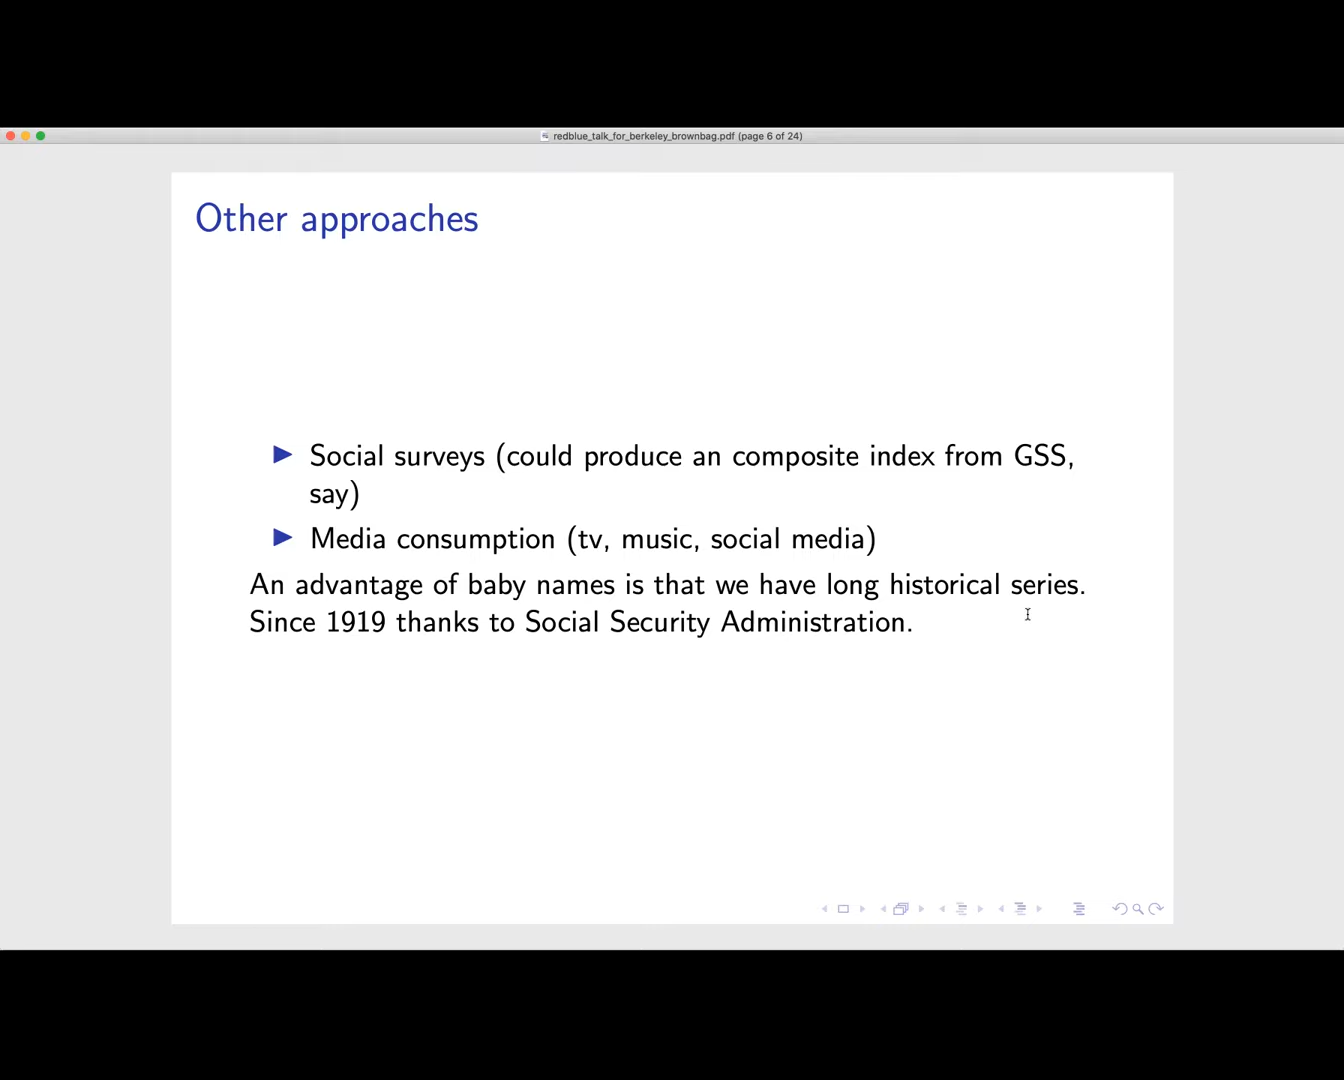 redblue_talk_for_berkeley_brownbag.pdf (page 6 of 24)
Other approaches
Social surveys (could produce an composite index from GSS,
say)
Media consumption (tv, music, social media)
An advantage of baby names is that we have long historical series.
Since 1919 thanks to Social Security Administration.